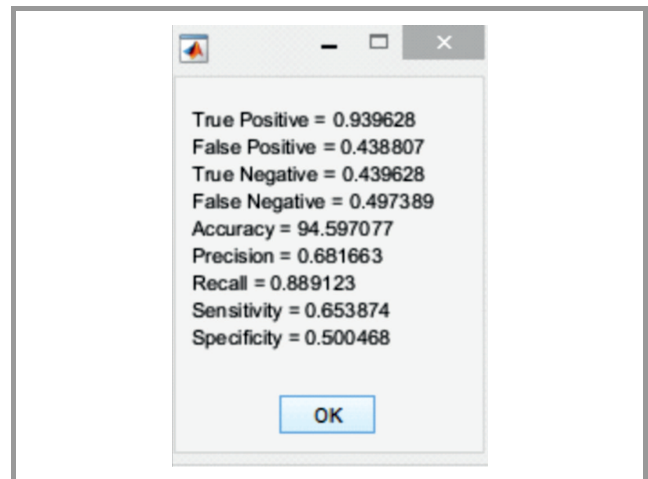 True Positive = 0.939628
False Positive = 0.438807
True Negative = 0.439628
False Negative = 0.497389
Accuracy = 94.597077
Precision = 0.681663
Recall = 0.889123
Sensitivity = 0.653874
Specificity = 0.500468
OK